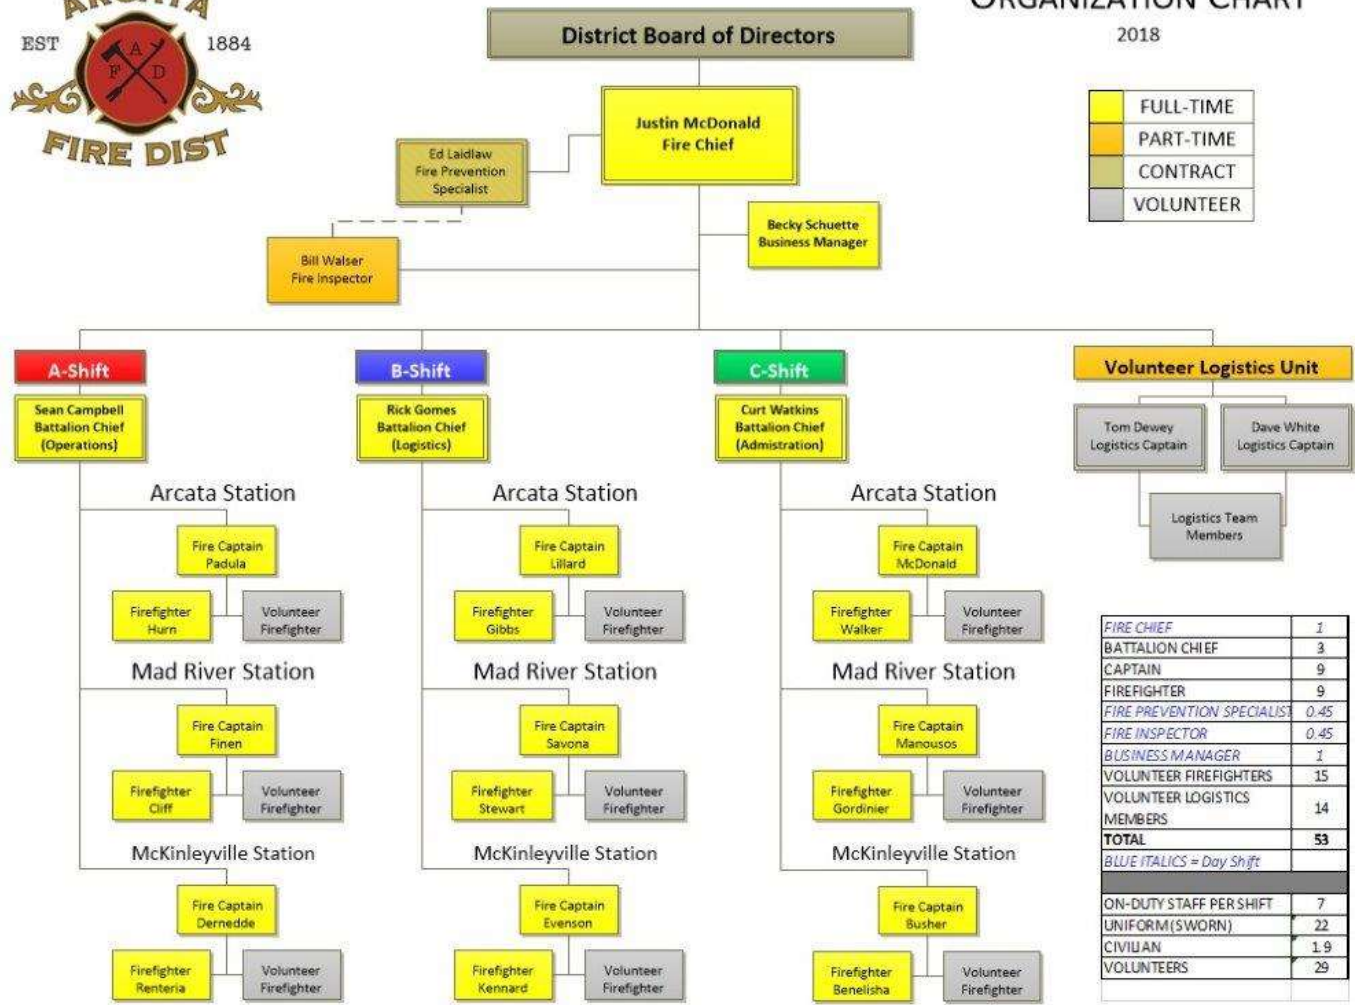 ARCATA
EST
1884
A
F D
FIRE DIST
ORGANIZATION CHART
2018
FULL-TIME
PART-TIME
CONTRACT
VOLUNTEER
District Board of Directors
Justin McDonald
Fire Chief
Ed Laidlaw
Fire Prevention
Specialist
Becky Schuette
Business Manager
Bill Walser
Fire Inspector
A-Shift
Sean Campbell
Battalion Chief
(Operations)
Arcata Station
Fire Captain
Padula
Firefighter
Hurn
Volunteer
Firefighter
Mad River Station
Fire Captain
Finen
Firefighter
Cliff
Volunteer
Firefighter
McKinleyville Station
Fire Captain
Dernedde
Firefighter
Renteria
Volunteer
Firefighter
B-Shift
Rick Gomes
Battalion Chief
(Logistics)
Arcata Station
Fire Captain
Lillard
Firefighter
Gibbs
Volunteer
Firefighter
Mad River Station
Fire Captain
Savona
Firefighter
Stewart
Volunteer
Firefighter
McKinleyville Station
Fire Captain
Evenson
Firefighter
Kennard
Volunteer
Firefighter
C-Shift
Curt Watkins
Battalion Chief
(Admistration)
Arcata Station
Fire Captain
McDonald
Firefighter
Walker
Volunteer
Firefighter
Mad River Station
Fire Captain
Manousos
Firefighter
Gordinier
Volunteer
Firefighter
McKinleyville Station
Fire Captain
Busher
Firefighter
Benelisha
Volunteer
Firefighter
Volunteer Logistics Unit
Tom Dewey
Logistics Captain
Dave White
Logistics Captain
Logistics Team
Members
FIRE CHIEF 1
BATTALION CHIEF 3
CAPTAIN 9
FIREFIGHTER 9
FIRE PREVENTION SPECIALIST 0.45
FIRE INSPECTOR 0.45
BUSINESS MANAGER 1
VOLUNTEER FIREFIGHTERS 15
VOLUNTEER LOGISTICS
MEMBERS 14
TOTAL 53
BLUE ITALICS = Day Shift
ON-DUTY STAFF PER SHIFT 7
UNIFORM (SWORN) 22
CIVILIAN 1.9
VOLUNTEERS 29